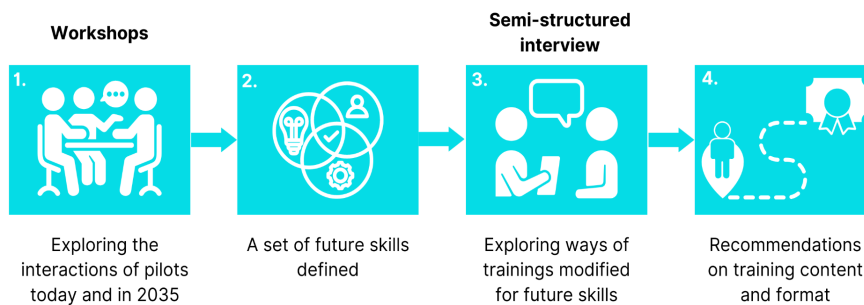 Workshops
1.
Exploring the
interactions of pilots
today and in 2035
2.
A set of future skills
defined
Semi-structured
interview
3.
Exploring ways of
trainings modified
for future skills
4.
Recommendations
on training content
and format